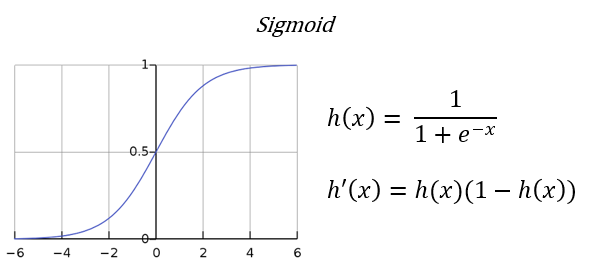 Sigmoid
1
0.5
0
−6 −4 −2 0 2 4 6
h(x) = 1 / (1 + e^{−x})
h′(x) = h(x)(1 − h(x))